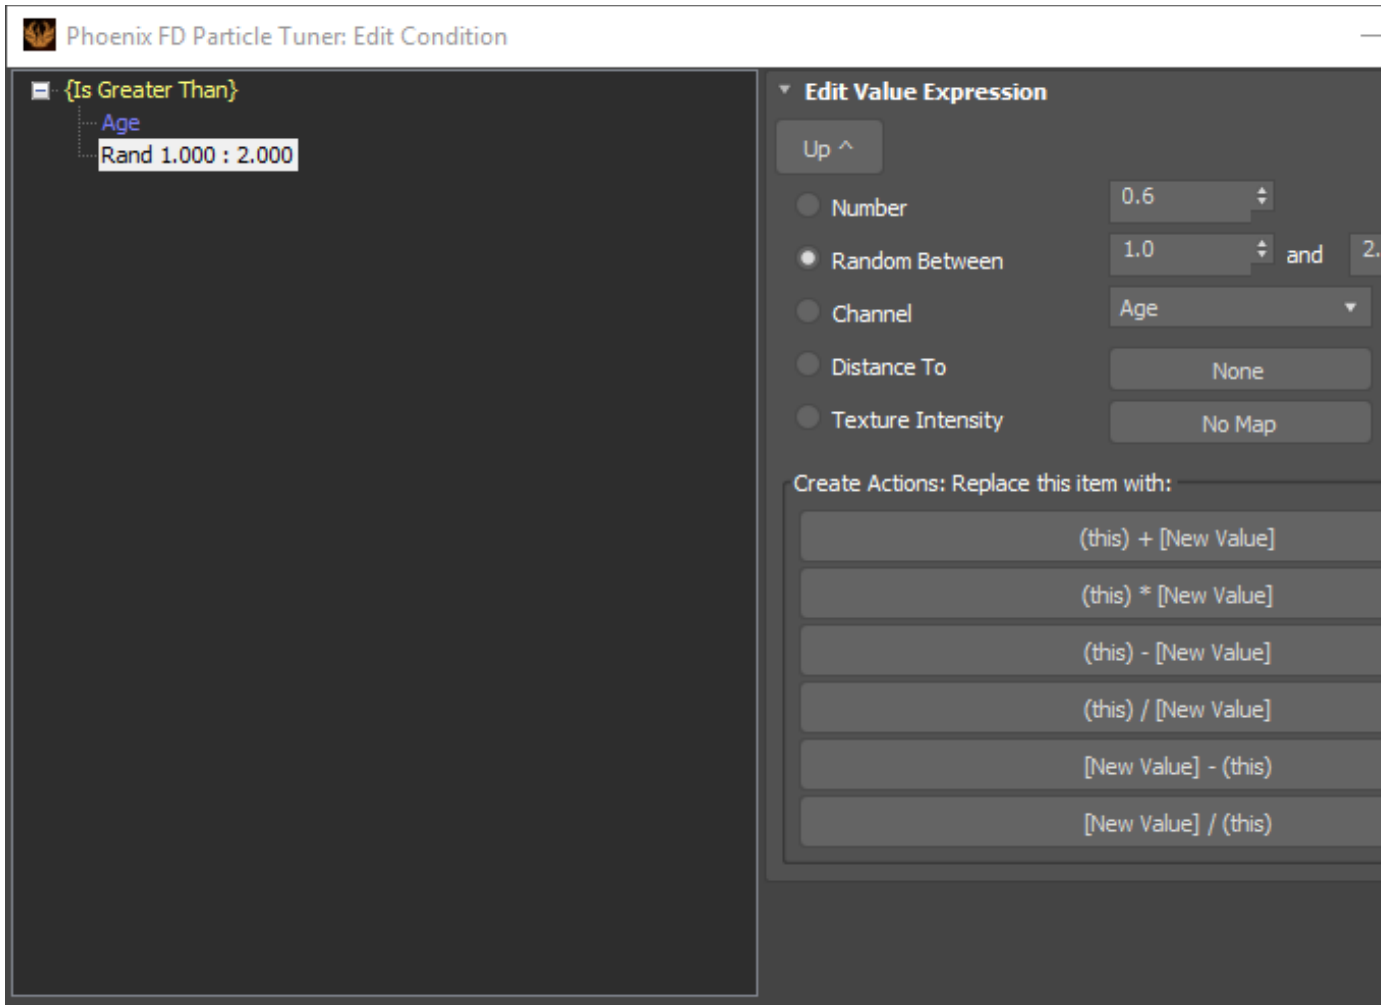 Phoenix FD Particle Tuner: Edit Condition
{Is Greater Than}
Age
Rand 1.000 : 2.000
Edit Value Expression
Up ^
Number 0.6
Random Between 1.0 and 2.
Channel Age
Distance To None
Texture Intensity No Map
Create Actions: Replace this item with:
(this) + [New Value]
(this) * [New Value]
(this) - [New Value]
(this) / [New Value]
[New Value] - (this)
[New Value] / (this)